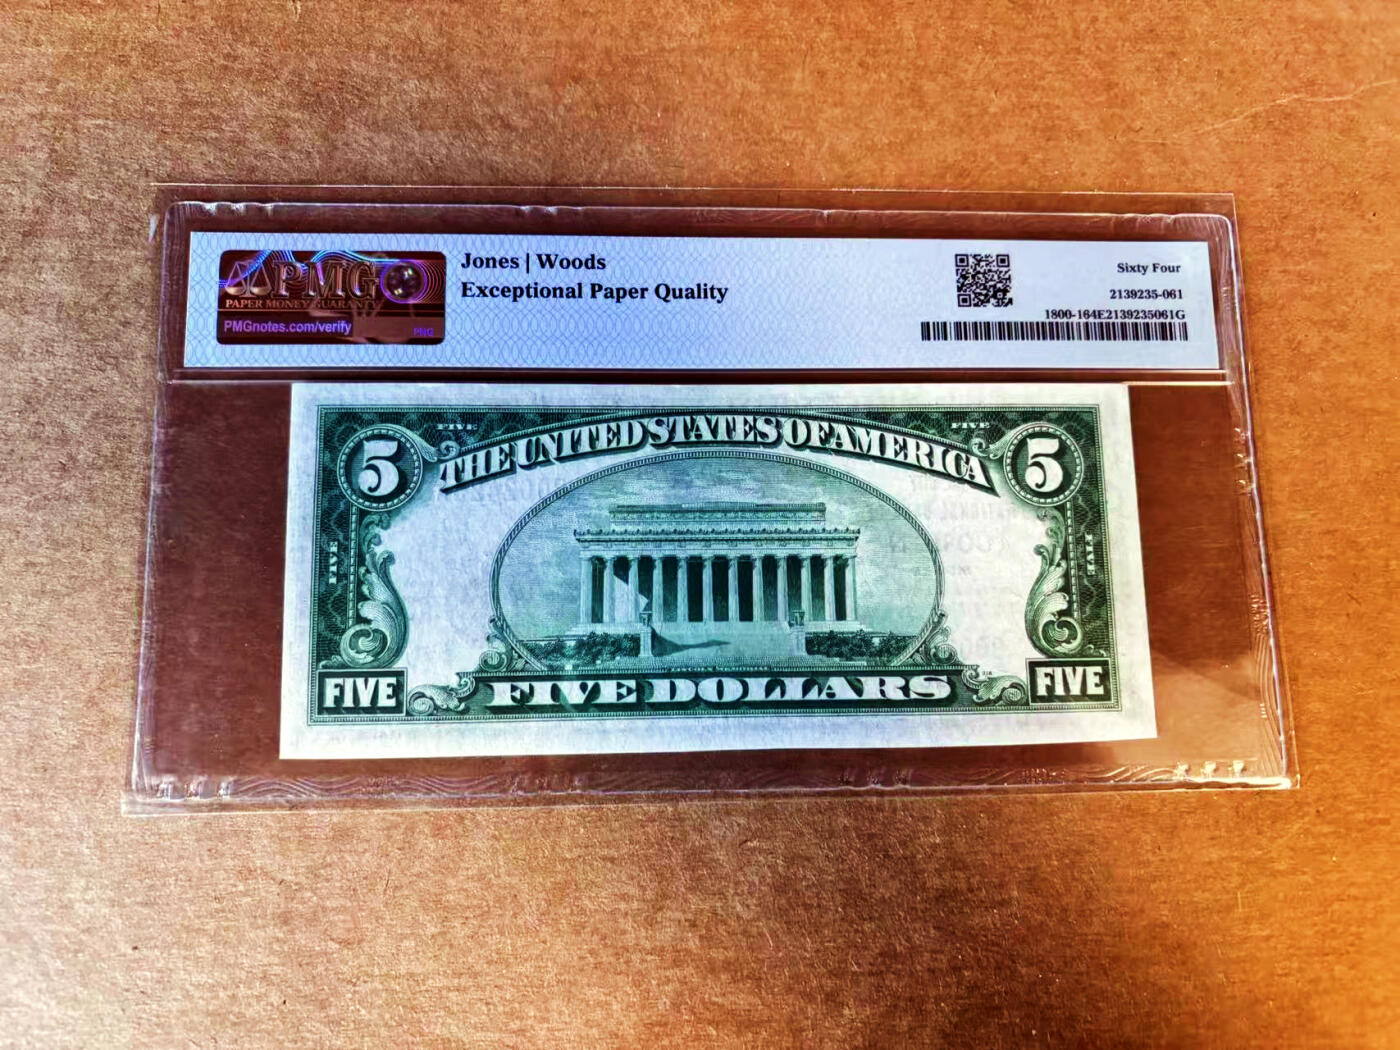 PMG
PAPER MONEY GUARANTY
PMGnotes.com/verify
PMG
Jones | Woods
Exceptional Paper Quality
Sixty Four
2139235-061
1800-164E2139235061G
FIVE
FIVE
THE UNITED STATES OF AMERICA
5
5
FIVE
FIVE
FIVE
FIVE DOLLARS
FIVE